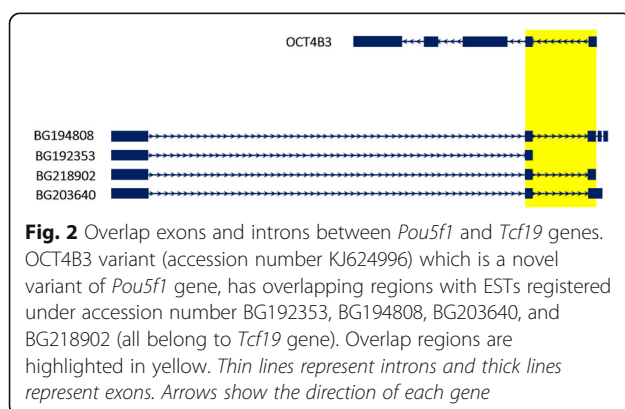 OCT4B3
BG194808
BG192353
BG218902
BG203640
Fig. 2 Overlap exons and introns between Pou5f1 and Tcf19 genes.
OCT4B3 variant (accession number KJ624996) which is a novel
variant of Pou5f1 gene, has overlapping regions with ESTs registered
under accession number BG192353, BG194808, BG203640, and
BG218902 (all belong to Tcf19 gene). Overlap regions are
highlighted in yellow. Thin lines represent introns and thick lines
represent exons. Arrows show the direction of each gene